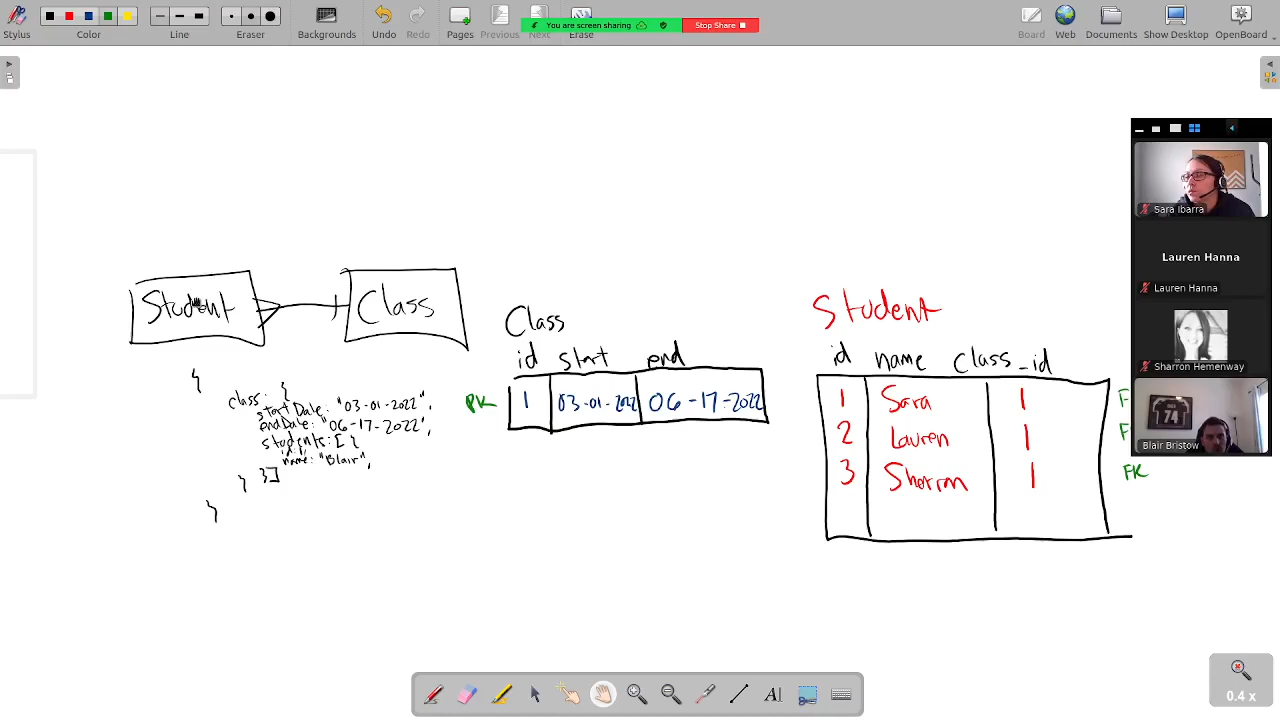 Stylus Color Line Eraser Backgrounds Undo Redo Pages Previous Next Erase Board Web Documents Show Desktop OpenBoard
You are screen sharing Stop Share
Sara Ibarra
Lauren Hanna
Lauren Hanna
Sharron Hemenway
74
Blair Bristow
Student Class
{
class: {
startDate: "03-01-2022",
endDate: "06-17-2022",
students: [ {
name: "Blair",
} }]
}
Class
id start end
PK 1 03-01-2022 06-17-2022
Student
id name Class_id
1 Sara 1 F
2 Lauren 1 F
3 Sharron 1 FK
0.4 x